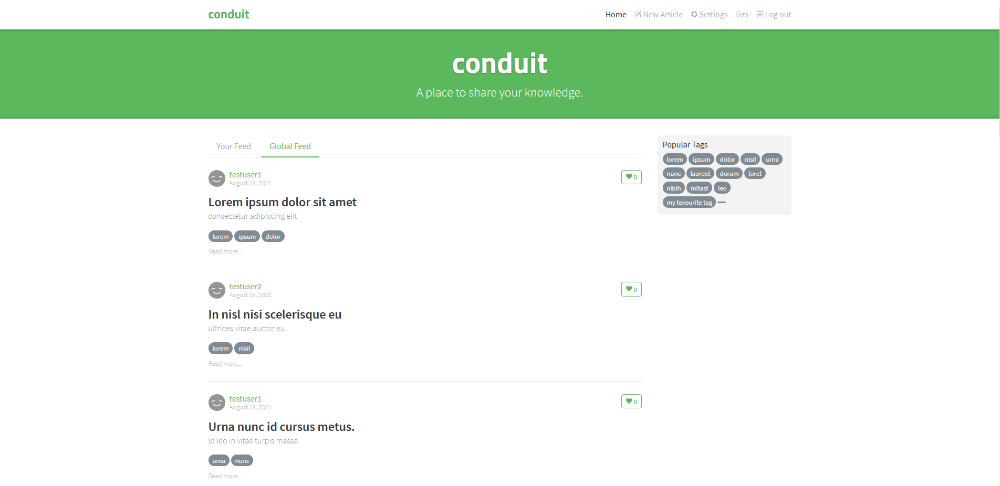 conduit
Home New Article Settings Gzs Log out
conduit
A place to share your knowledge.
Your Feed Global Feed
testuser1
August 18, 2021
0
Lorem ipsum dolor sit amet
consectetur adipiscing elit
lorem ipsum dolor
Read more...
testuser2
August 18, 2021
0
In nisl nisi scelerisque eu
ultrices vitae auctor eu.
lorem nisil
Read more...
testuser1
August 18, 2021
0
Urna nunc id cursus metus.
Id leo in vitae turpis massa.
urna nunc
Read more...
Popular Tags
lorem ipsum dolor nisil urna
nunc laoreet dorum loret
nibih mitast leo
my favourite tag